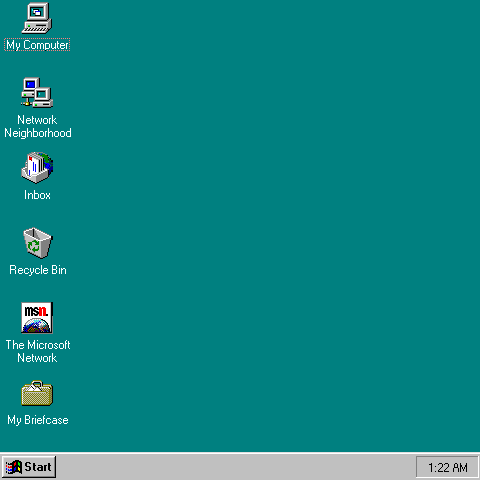 My Computer
Network
Neighborhood
Inbox
Recycle Bin
msn.
The Microsoft
Network
My Briefcase
Start
1:22 AM